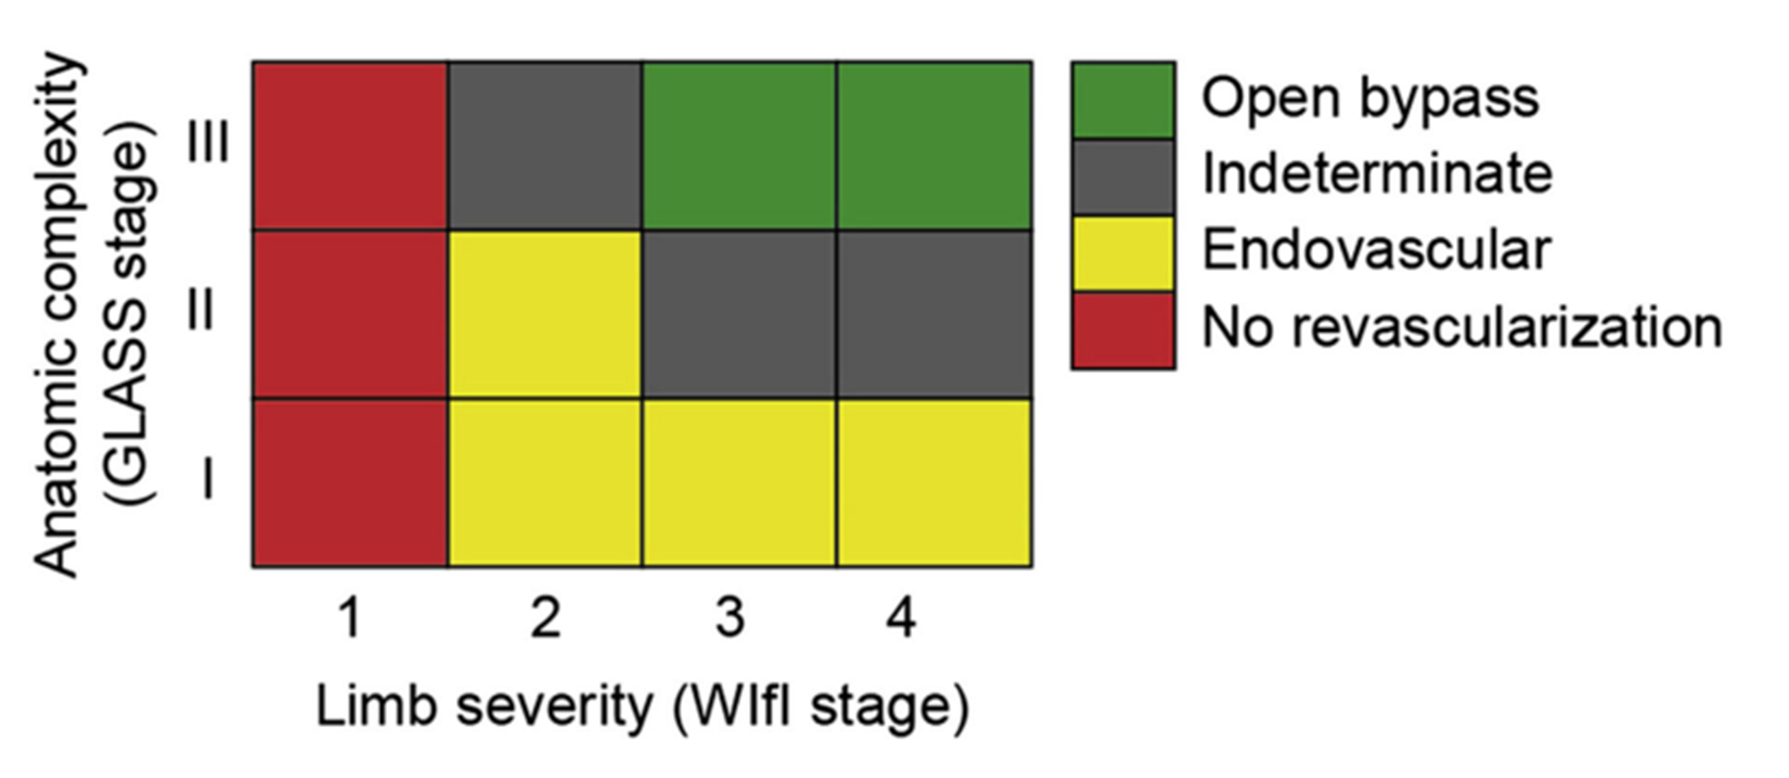 Anatomic complexity
(GLASS stage)
III
II
I
1 2 3 4
Limb severity (WIfI stage)
Open bypass
Indeterminate
Endovascular
No revascularization